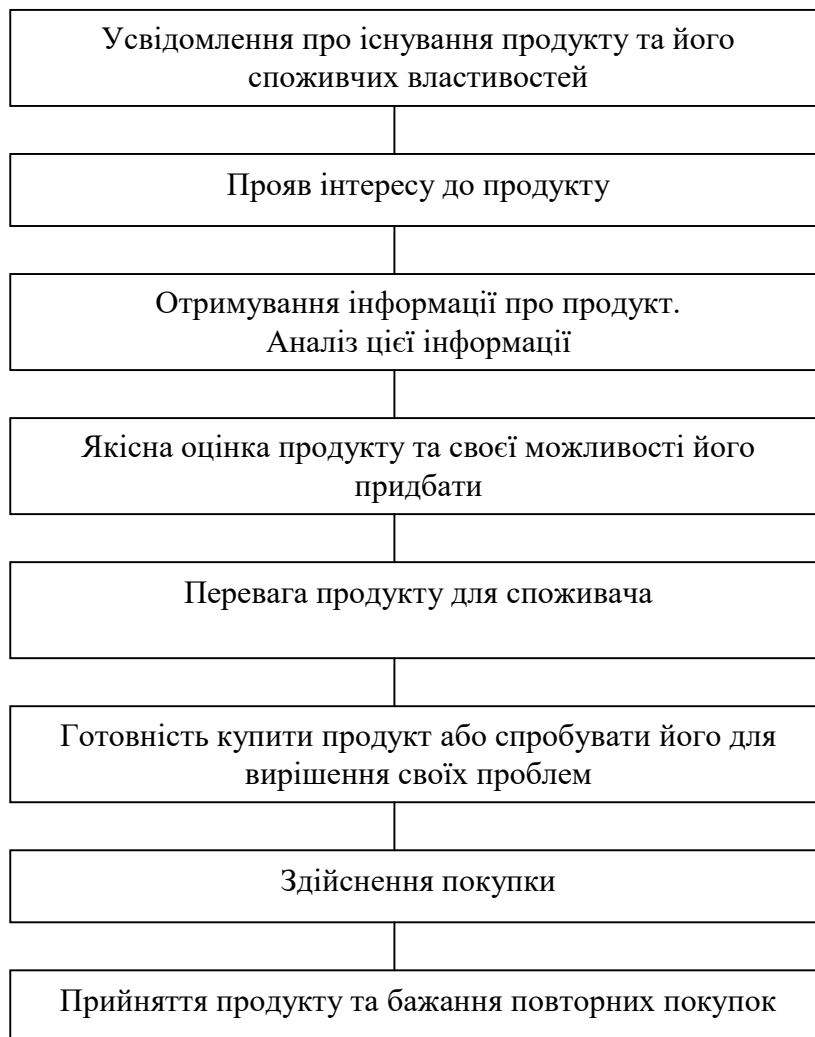 Усвідомлення про існування продукту та його
споживчих властивостей
Прояв інтересу до продукту
Отримування інформації про продукт.
Аналіз цієї інформації
Якісна оцінка продукту та своєї можливості його
придбати
Перевага продукту для споживача
Готовність купити продукт або спробувати його для
вирішення своїх проблем
Здійснення покупки
Прийняття продукту та бажання повторних покупок